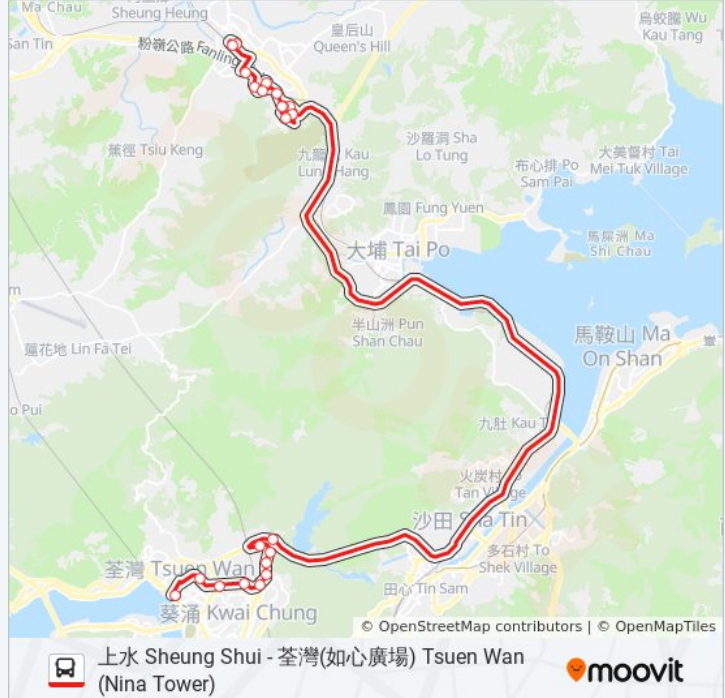 Ma Chau
Sheung Heung
皇后山
Queen's Hill
烏蛟騰 Wu
Kau Tang
San Tin
粉嶺公路 Fanling
蕉徑 Tsiu Keng
九龍 Kau
Lun Hang
沙羅洞 Sha
Lo Tung
布心排 Po
Sam Pai
大美督村 Tai
Mei Tuk Village
鳳園 Fung Yuen
馬屎洲 Ma
Shi Chau
大埔 Tai Po
半山洲 Pun
Shan Chau
馬鞍山 Ma
On Shan
蓮花地 Lin Fa Tei
o Pui
九肚 Kau T
火炭村
Tan Village
沙田 Sha Tin
多石村 To
Shek Village
荃灣 Tsuen Wan
田心 Tin Sam
葵涌 Kwai Chung
© OpenStreetMap contributors | © OpenMapTiles
上水 Sheung Shui - 荃灣(如心廣場) Tsuen Wan
(Nina Tower)
moovit